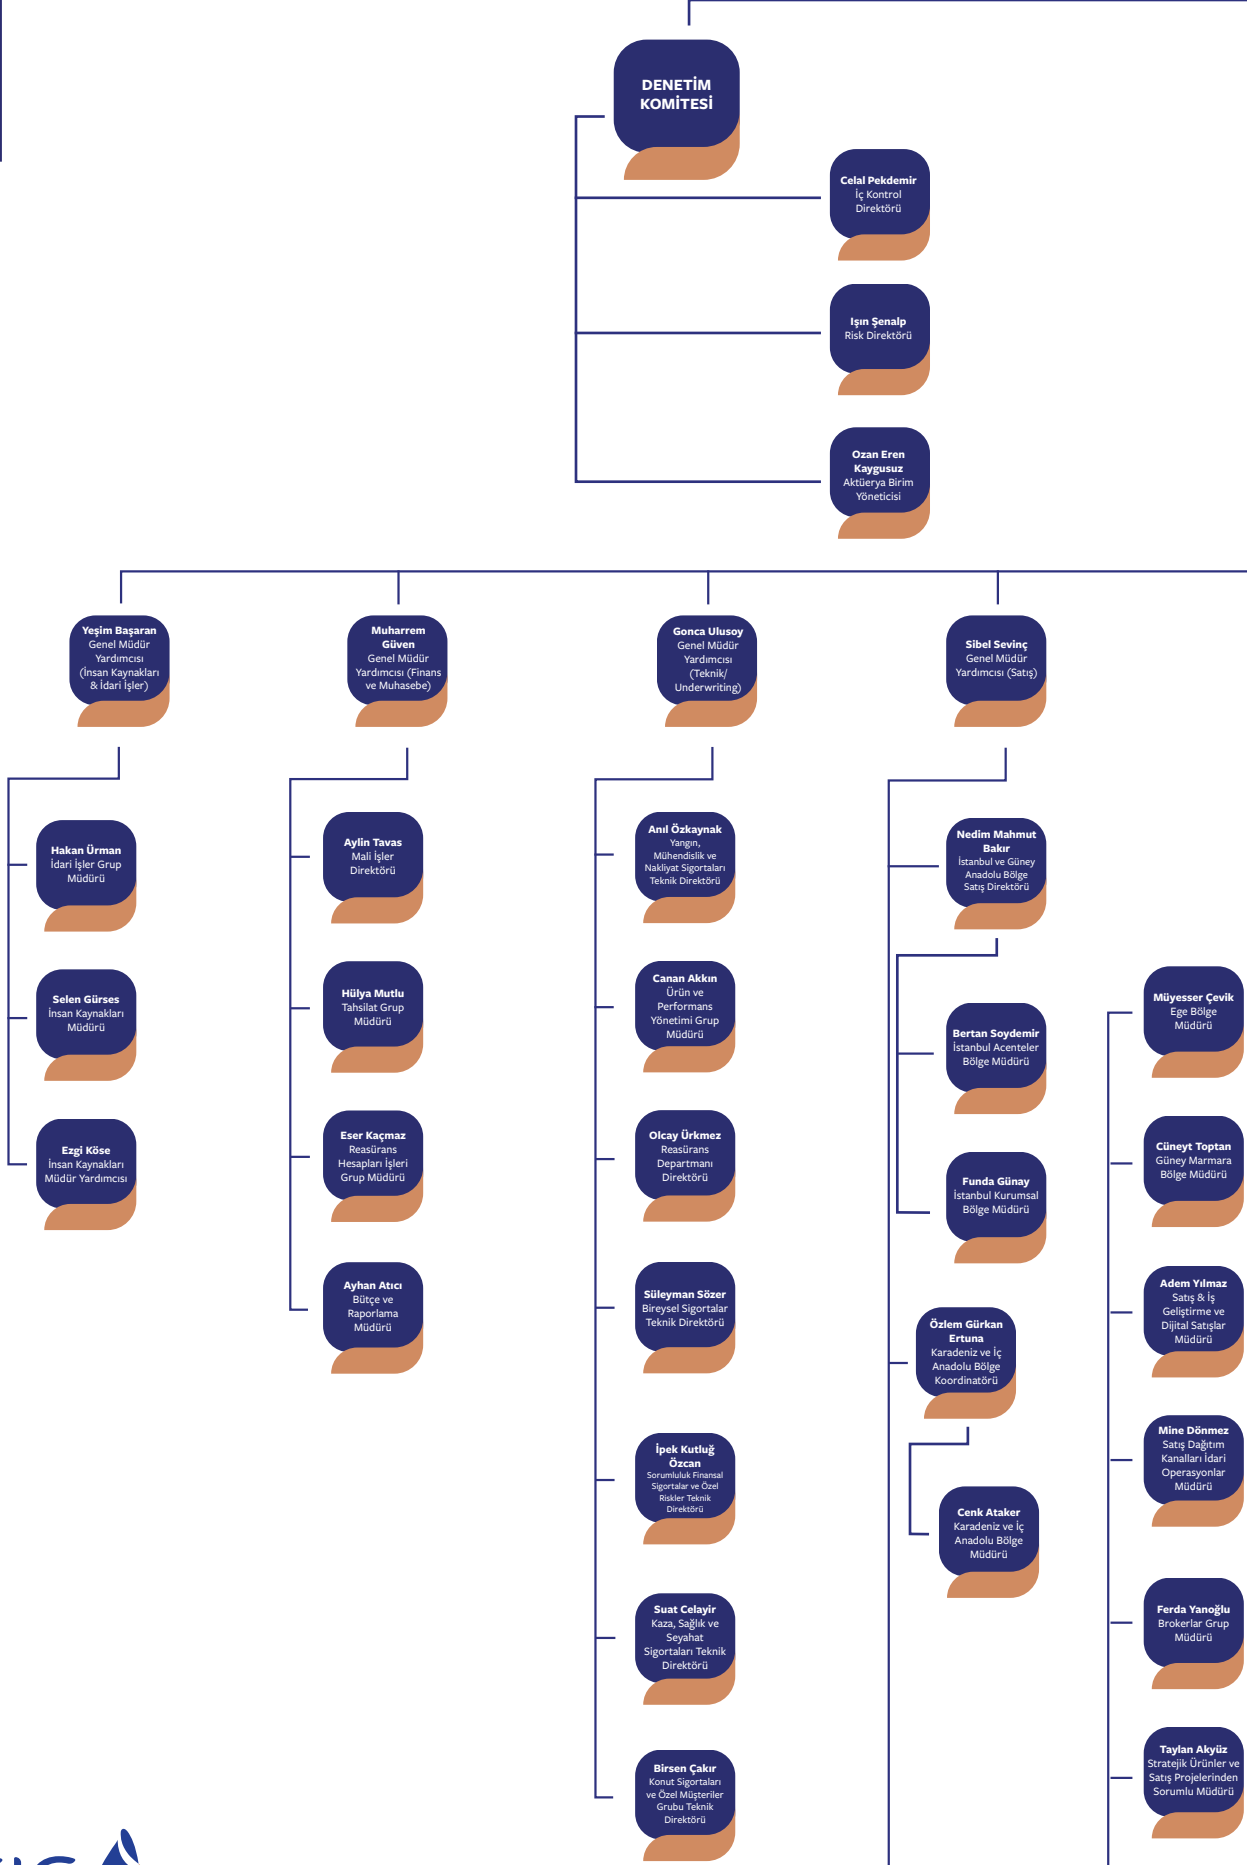 DENETİM
KOMİTESİ
Celal Pekdemir
İç Kontrol
Direktörü
Işın Şenalp
Risk Direktörü
Ozan Eren
Kaygusuz
Aktüerya Birim
Yöneticisi
Yeşim Başaran
Genel Müdür
Yardımcısı
(İnsan Kaynakları
& İdari İşler)
Muharrem
Güven
Genel Müdür
Yardımcısı (Finans
ve Muhasebe)
Gonca Ulusoy
Genel Müdür
Yardımcısı
(Teknik/
Underwriting)
Sibel Sevinç
Genel Müdür
Yardımcısı (Satış)
Hakan Ürman
İdari İşler Grup
Müdürü
Selen Gürses
İnsan Kaynakları
Müdürü
Ezgi Köse
İnsan Kaynakları
Müdür Yardımcısı
Aylin Tavas
Mali İşler
Direktörü
Hülya Mutlu
Tahsilat Grup
Müdürü
Eser Kaçmaz
Reasürans
Hesapları İşleri
Grup Müdürü
Ayhan Atıcı
Bütçe ve
Raporlama
Müdürü
Anıl Özkaynak
Yangın,
Mühendislik ve
Nakliyat Sigortaları
Teknik Direktörü
Canan Akkın
Ürün ve
Performans
Yönetimi Grup
Müdürü
Olcay Ürkmez
Reasürans
Departmanı
Direktörü
Süleyman Sözer
Bireysel Sigortalar
Teknik Direktörü
İpek Kutluğ
Özcan
Sorumluluk Finansal
Sigortalar ve Özel
Riskler Teknik
Direktörü
Suat Celayir
Kaza, Sağlık ve
Seyahat
Sigortaları Teknik
Direktörü
Birsen Çakır
Konut Sigortaları
ve Özel Müşteriler
Grubu Teknik
Direktörü
Nedim Mahmut
Bakır
İstanbul ve Güney
Anadolu Bölge
Satış Direktörü
Bertan Soydemir
İstanbul Acenteler
Bölge Müdürü
Funda Günay
İstanbul Kurumsal
Bölge Müdürü
Özlem Gürkan
Ertuna
Karadeniz ve İç
Anadolu Bölge
Koordinatörü
Cenk Ataker
Karadeniz ve İç
Anadolu Bölge
Müdürü
Müyesser Çevik
Ege Bölge
Müdürü
Cüneyt Toptan
Güney Marmara
Bölge Müdürü
Adem Yılmaz
Satış & İş
Geliştirme ve
Dijital Satışlar
Müdürü
Mine Dönmez
Satış Dağıtım
Kanalları İdari
Operasyonlar
Müdürü
Ferda Yanoğlu
Brokerlar Grup
Müdürü
Taylan Akyüz
Stratejik Ürünler ve
Satış Projelerinden
Sorumlu Müdürü